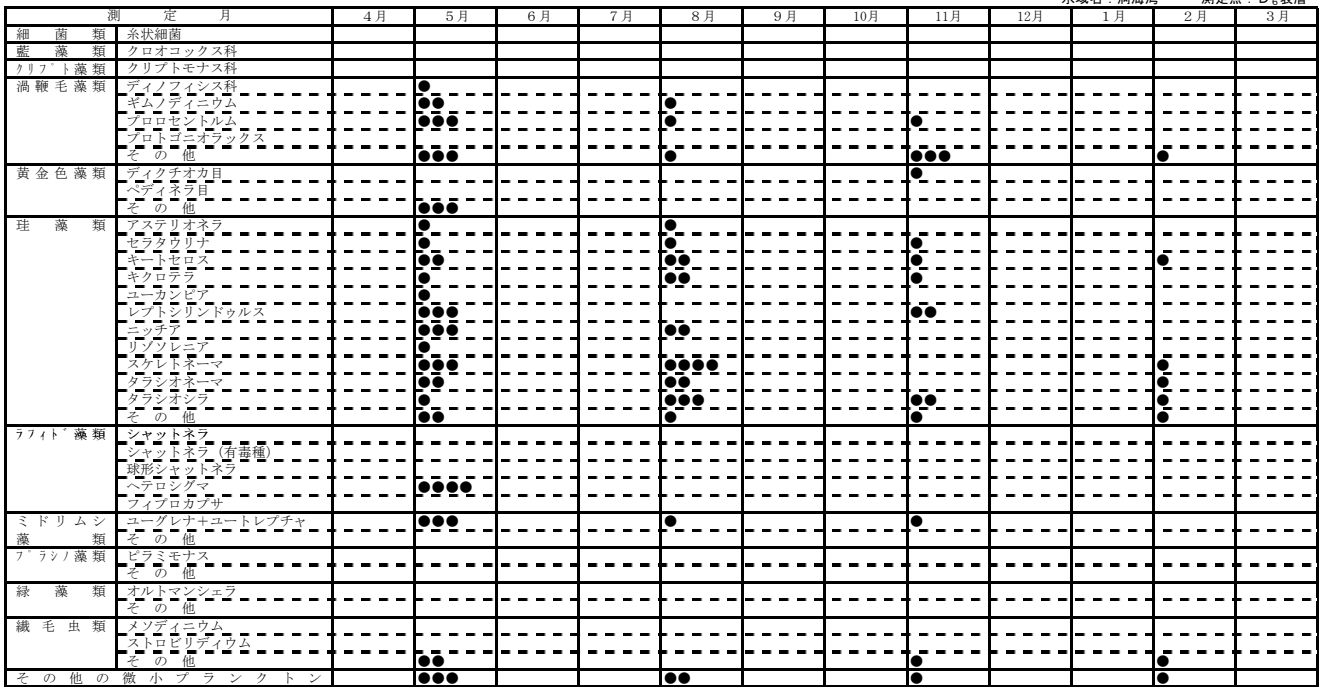 測定月 4月 5月 6月 7月 8月 9月 10月 11月 12月 1月 2月 3月
細菌類 糸状細菌
藍藻類 クロオコックス科
クリプト藻類 クリプトモナス科
渦鞭毛藻類 ディノフィシス科 ●
ギムノディニウム ●● ●
プロロセントルム ●●● ● ●
プロトゴニオラックス
その他 ●●● ● ●●● ●
黄金色藻類 ディクチオカ目 ●
ペディネラ目
その他 ●●●
珪藻類 アステリオネラ ● ●
セラタウリナ ● ● ●
キートセロス ●● ●● ● ●
キクロテラ ● ●● ●
ユーカンピア ●
レプトシリンドゥルス ●●● ●●
ニッチア ●●● ●●
リゾソレニア ●
スケレトネーマ ●●● ●●●● ●
タラシオネーマ ●● ●● ●
タラシオシラ ● ●●● ●● ●
その他 ●● ● ● ●
ラフィド藻類 シャットネラ
シャットネラ(有毒種)
球形シャットネラ
ヘテロシグマ ●●●●
フィブロカプサ
ミドリムシ藻類 ユーグレナ+ユートレプチャ ●●● ● ●
その他
プラシノ藻類 ピラミモナス
その他
緑藻類 オルトマンシェラ
その他
繊毛虫類 メソディニウム
ストロビリディウム
その他 ●● ● ●
その他の微小プランクトン ●●● ●● ● ●